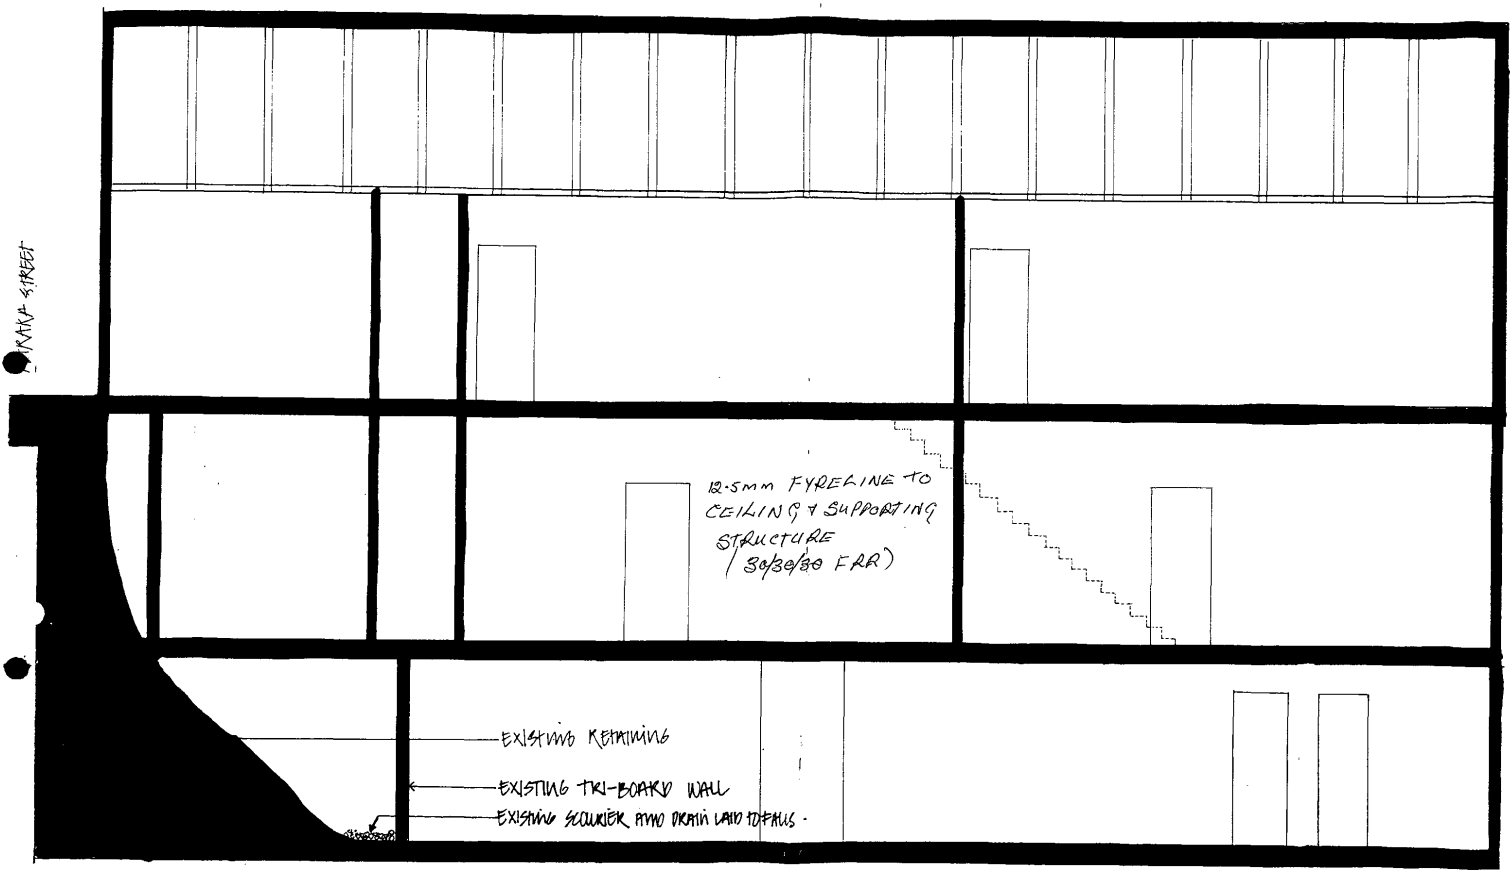 STREET
12.5mm FYRELINE TO
CEILING & SUPPORTING
STRUCTURE
(30/30/30 FRR)
EXISTING RETAINING
EXISTING TRI-BOARD WALL
EXISTING AND DRAIN LAID TO FALLS.